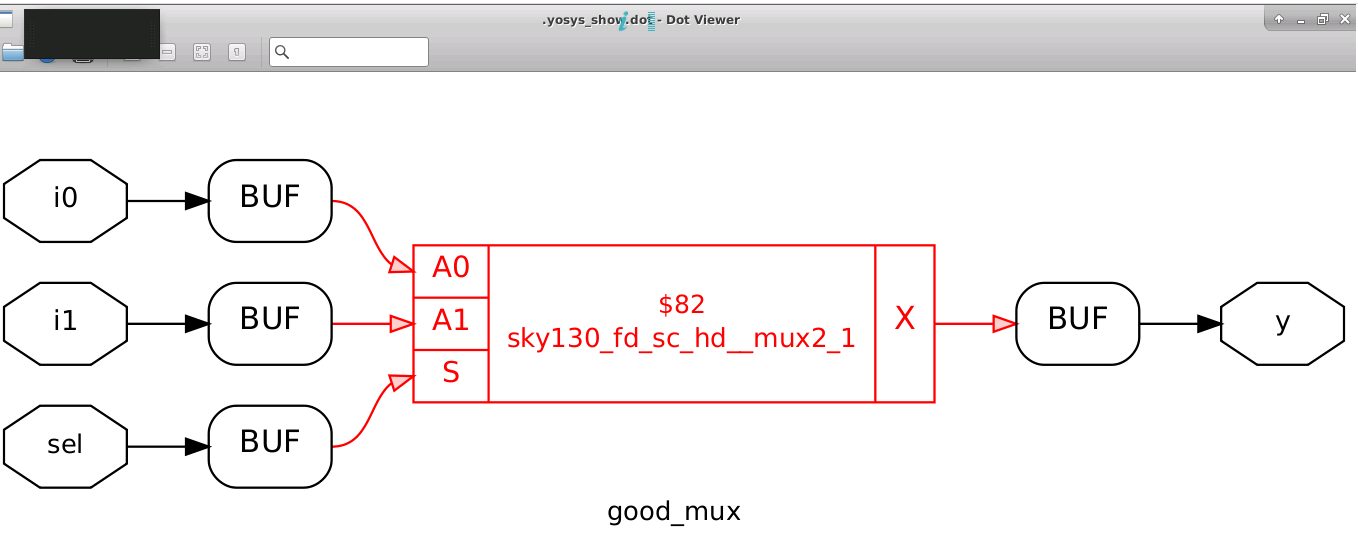 .yosys_show.dot - Dot Viewer
i0
BUF
i1
BUF
sel
BUF
A0
A1
S
$82
sky130_fd_sc_hd__mux2_1
X
BUF
y
good_mux